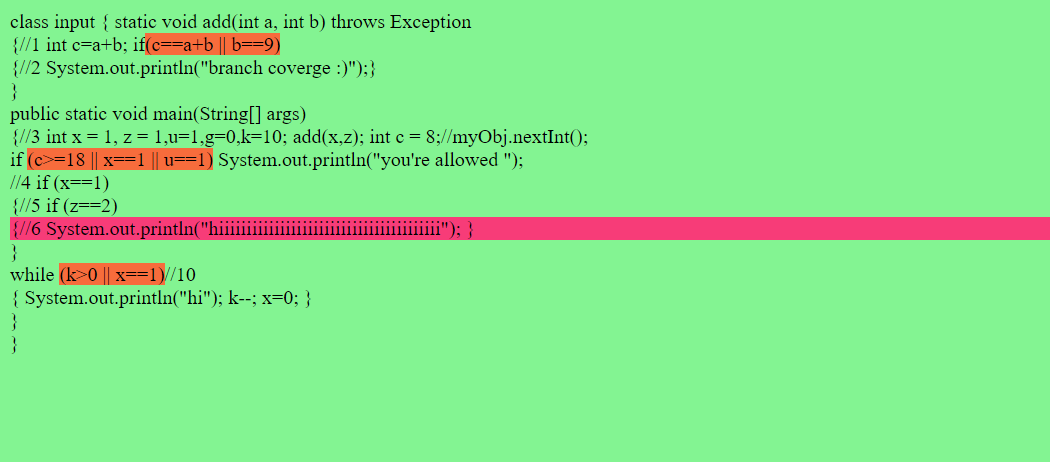 class input { static void add(int a, int b) throws Exception
{//1 int c=a+b; if(c==a+b || b==9)
{//2 System.out.println("branch coverge :)");}
}
public static void main(String[] args)
{//3 int x = 1, z = 1,u=1,g=0,k=10; add(x,z); int c = 8;//myObj.nextInt();
if (c>=18 || x==1 || u==1) System.out.println("you're allowed ");
//4 if (x==1)
{//5 if (z==2)
{//6 System.out.println("hiiiiiiiiiiiiiiiiiiiiiiiiiiiiiiiiiiiiiiii"); }
}
while (k>0 || x==1)//10
{ System.out.println("hi"); k--; x=0; }
}
}